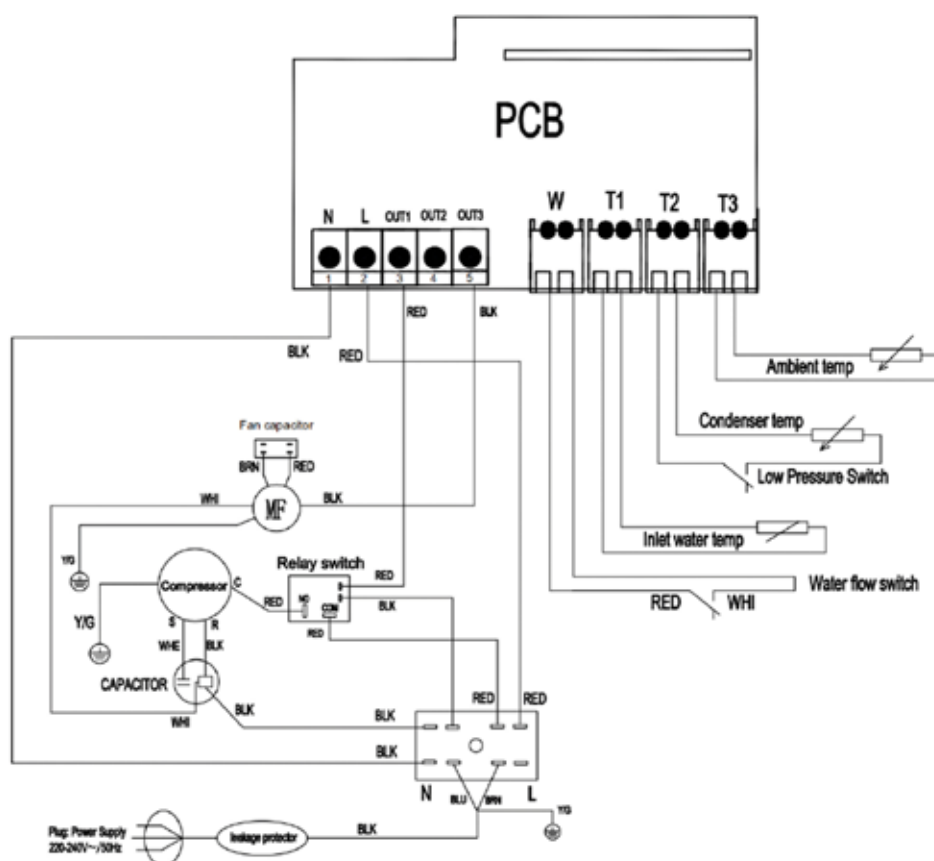 PCB
N L OUT1 OUT2 OUT3
1 2 3 4 5
W T1 T2 T3
RED
BLK
BLK
RED
Ambient temp
Fan capacitor
Condenser temp
BRN RED
Low Pressure Switch
WHI
MF
BLK
Inlet water temp
Y/G
Relay switch
Compressor
C
RED
RED
NO
COM
BLK
RED
Water flow switch
RED
WHI
Y/G
S
R
WHE
BLK
CAPACITOR
WHI
BLK
BLK
RED
RED
BLK
N
BLU
BRN
L
Y/G
Plug: Power Supply
220-240V~/50Hz
leakage protector
BLK